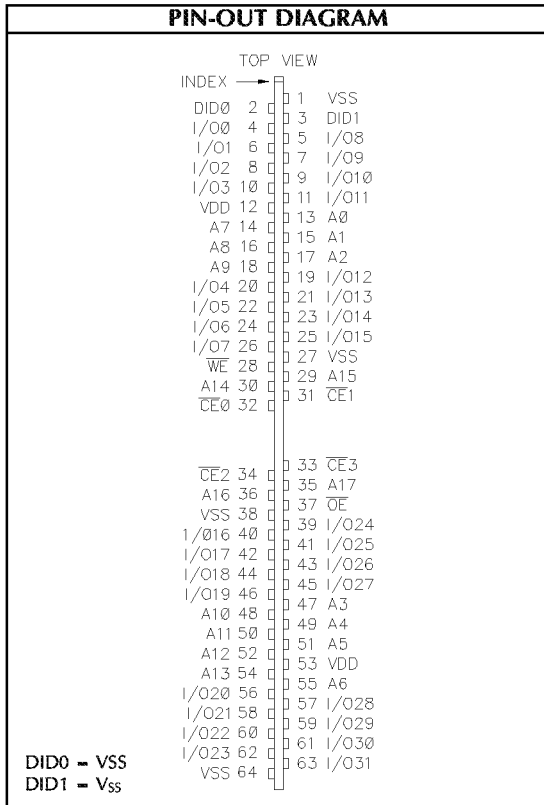 PIN-OUT DIAGRAM
TOP VIEW
INDEX
1 VSS
DIDØ 2
3 DID1
I/OØ 4
5 I/O8
I/O1 6
7 I/O9
I/O2 8
9 I/O1Ø
I/O3 1Ø
11 I/O11
VDD 12
13 AØ
A7 14
15 A1
A8 16
17 A2
A9 18
19 I/O12
I/O4 2Ø
21 I/O13
I/O5 22
23 I/O14
I/O6 24
25 I/O15
I/O7 26
27 VSS
W̅E̅ 28
29 A15
A14 3Ø
31 C̅E̅1
C̅E̅Ø 32
33 C̅E̅3
C̅E̅2 34
35 A17
A16 36
37 O̅E̅
VSS 38
39 I/O24
1/Ø16 4Ø
41 I/O25
I/O17 42
43 I/O26
I/O18 44
45 I/O27
I/O19 46
47 A3
A1Ø 48
49 A4
A11 5Ø
51 A5
A12 52
53 VDD
A13 54
55 A6
I/O2Ø 56
57 I/O28
I/O21 58
59 I/O29
I/O22 6Ø
61 I/O3Ø
I/O23 62
63 I/O31
VSS 64
DID0 = VSS
DID1 = Vss